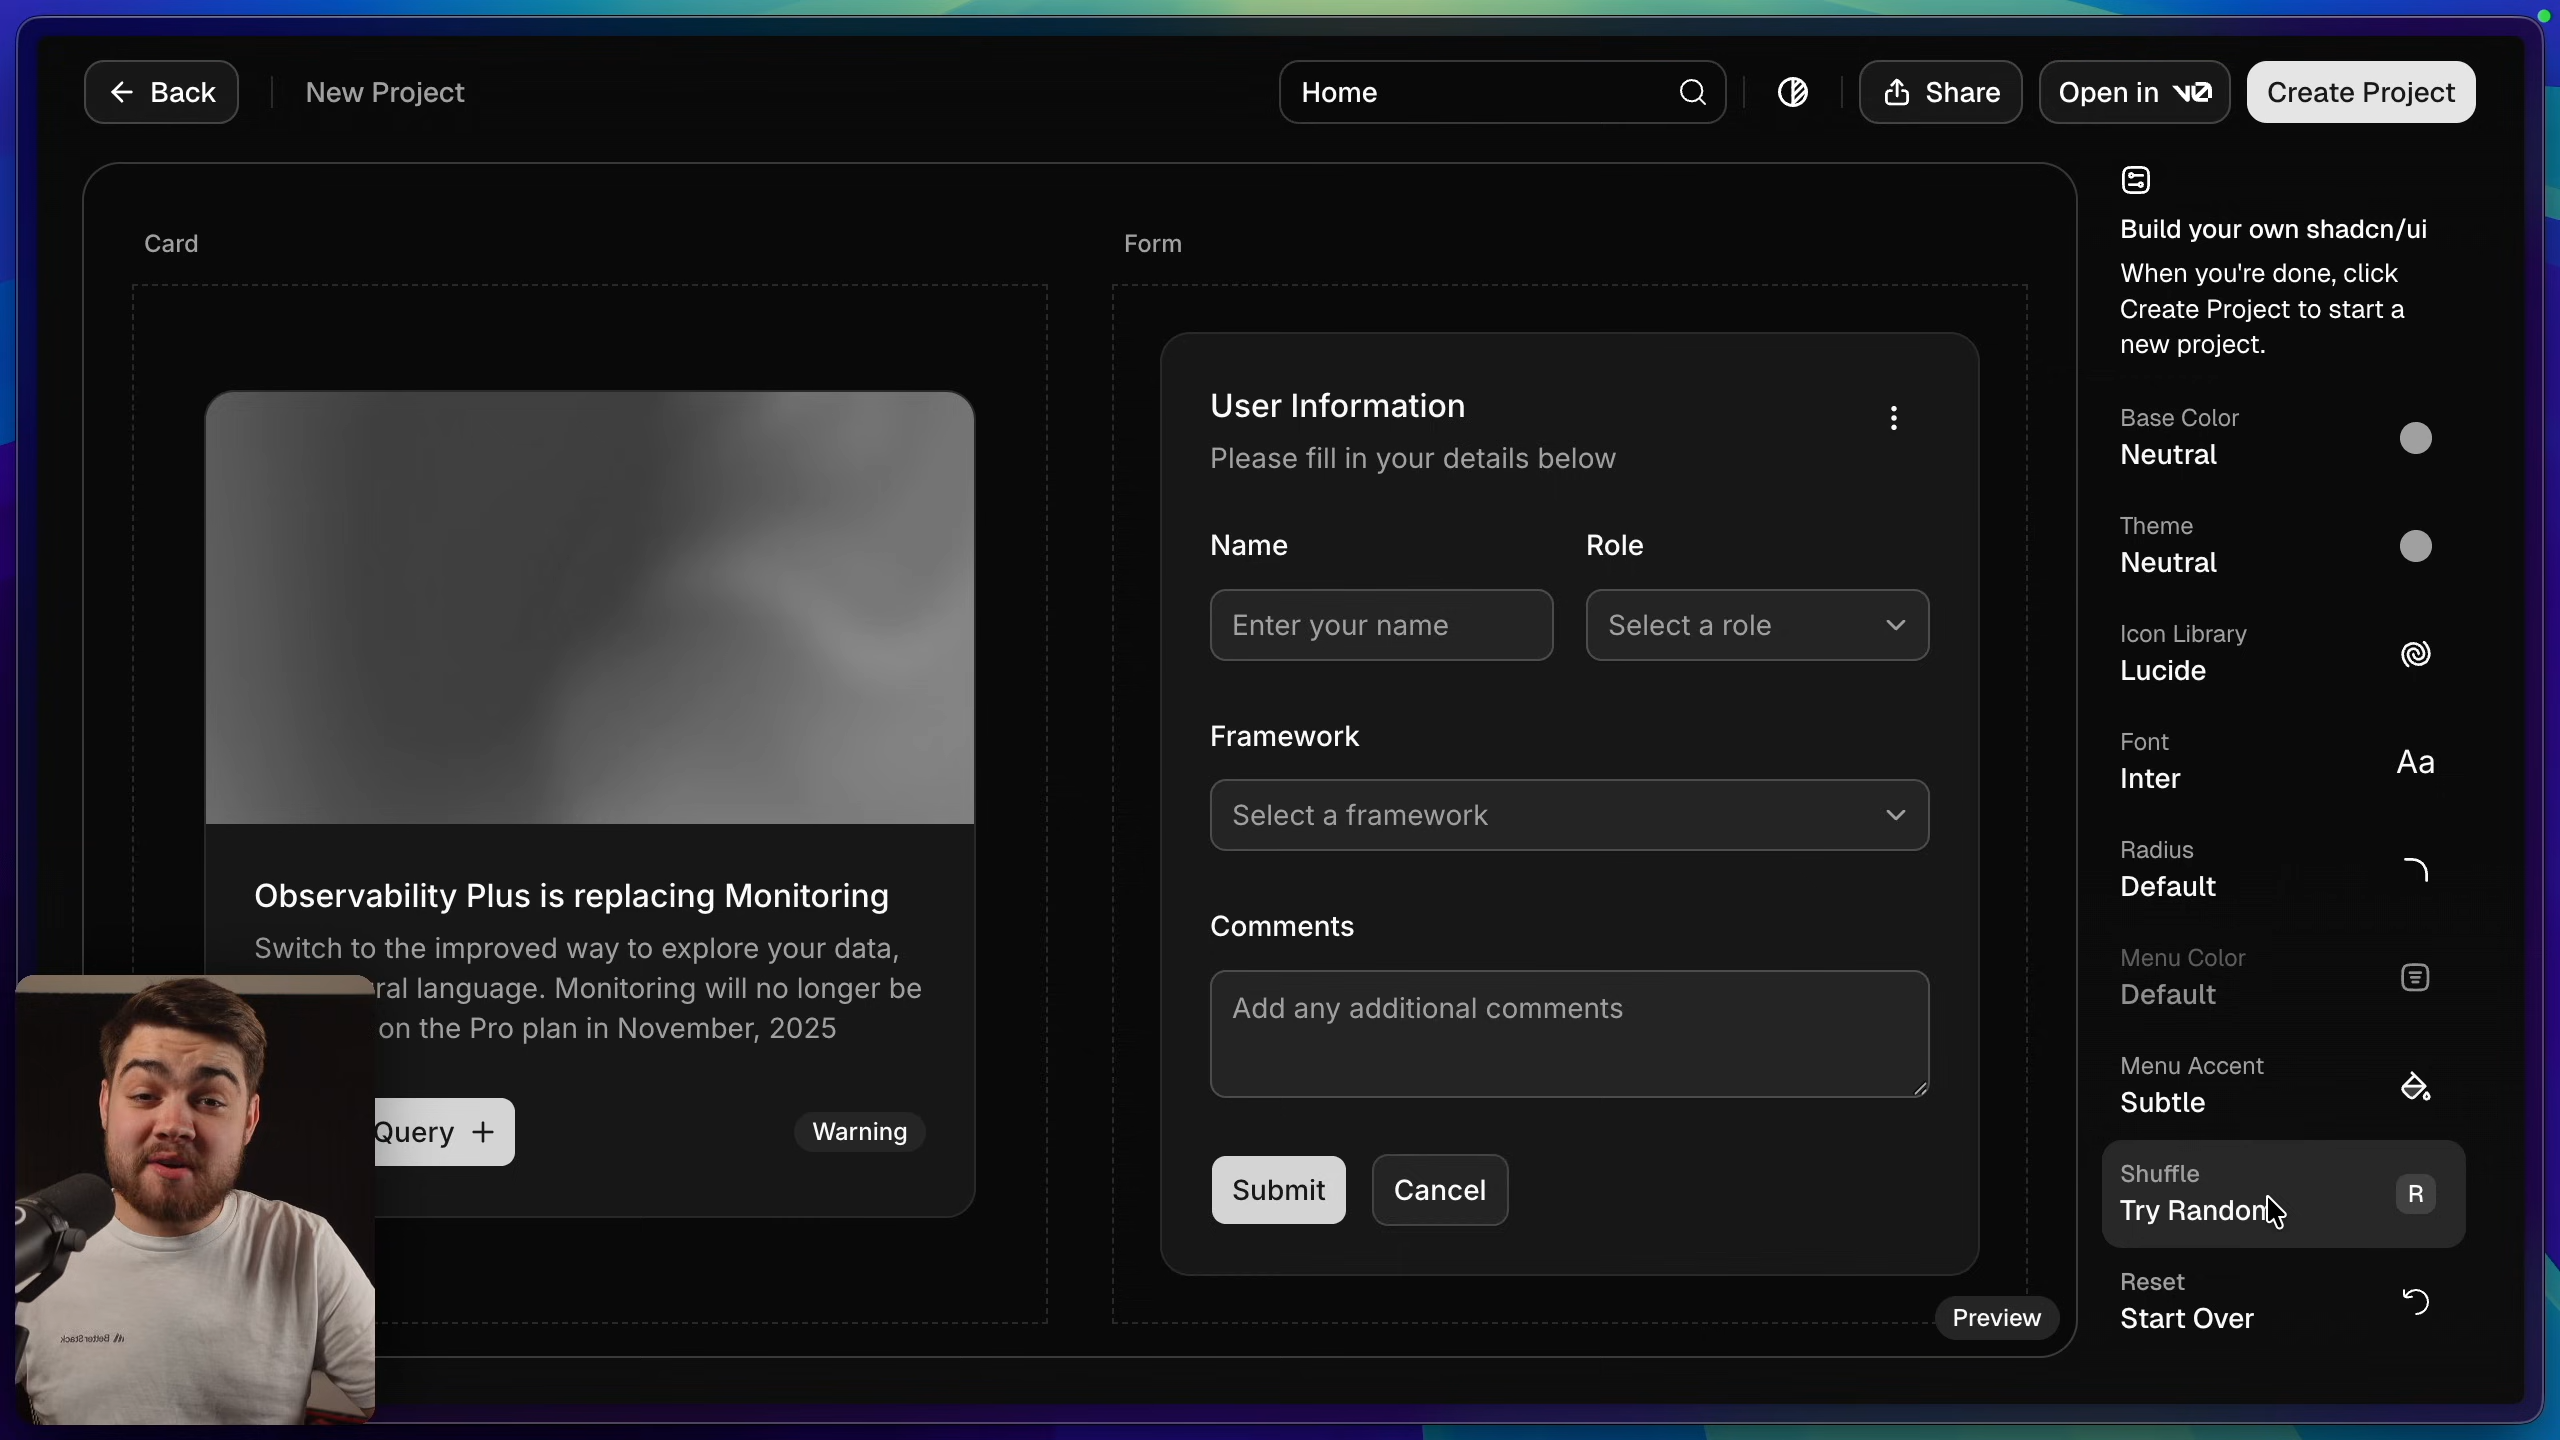 Back
New Project
Home
Share
Open in v0
Create Project
Card
Observability Plus is replacing Monitoring
Switch to the improved way to explore your data,
ral language. Monitoring will no longer be
on the Pro plan in November, 2025
Query
Warning
Form
User Information
Please fill in your details below
Name
Role
Enter your name
Select a role
Framework
Select a framework
Comments
Add any additional comments
Submit
Cancel
Preview
Build your own shadcn/ui
When you're done, click
Create Project to start a
new project.
Base Color
Neutral
Theme
Neutral
Icon Library
Lucide
Font
Inter
Aa
Radius
Default
Menu Color
Default
Menu Accent
Subtle
Shuffle
Try Random
R
Reset
Start Over
Better Stack